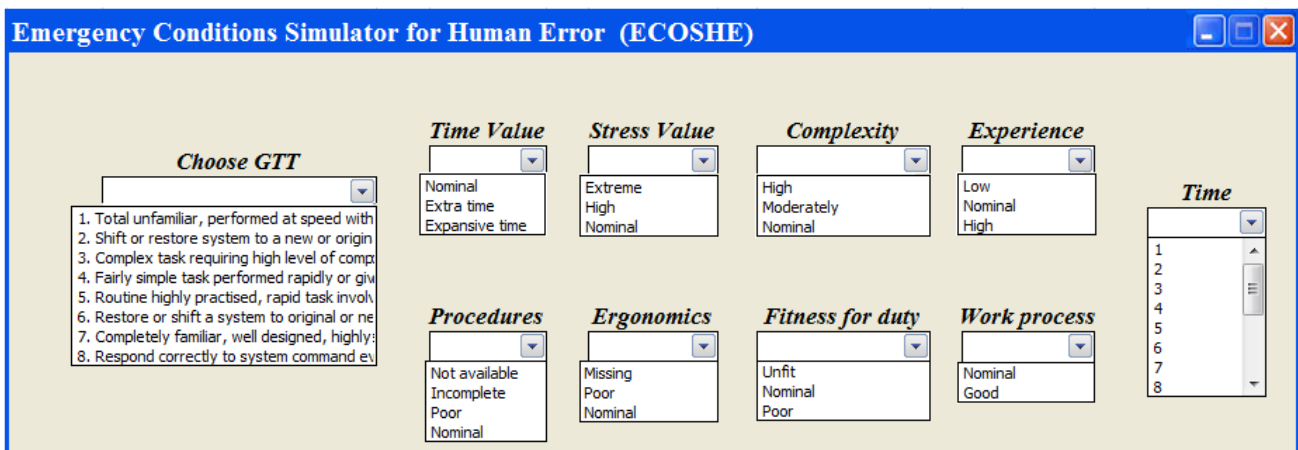 Emergency Conditions Simulator for Human Error (ECOSHE)
Choose GTT
1. Total unfamiliar, performed at speed with
2. Shift or restore system to a new or origin
3. Complex task requiring high level of comp
4. Fairly simple task performed rapidly or giv
5. Routine highly practised, rapid task involv
6. Restore or shift a system to original or ne
7. Completely familiar, well designed, highly
8. Respond correctly to system command ev
Time Value
Nominal
Extra time
Expansive time
Stress Value
Extreme
High
Nominal
Complexity
High
Moderately
Nominal
Experience
Low
Nominal
High
Procedures
Not available
Incomplete
Poor
Nominal
Ergonomics
Missing
Poor
Nominal
Fitness for duty
Unfit
Nominal
Poor
Work process
Nominal
Good
Time
1
2
3
4
5
6
7
8